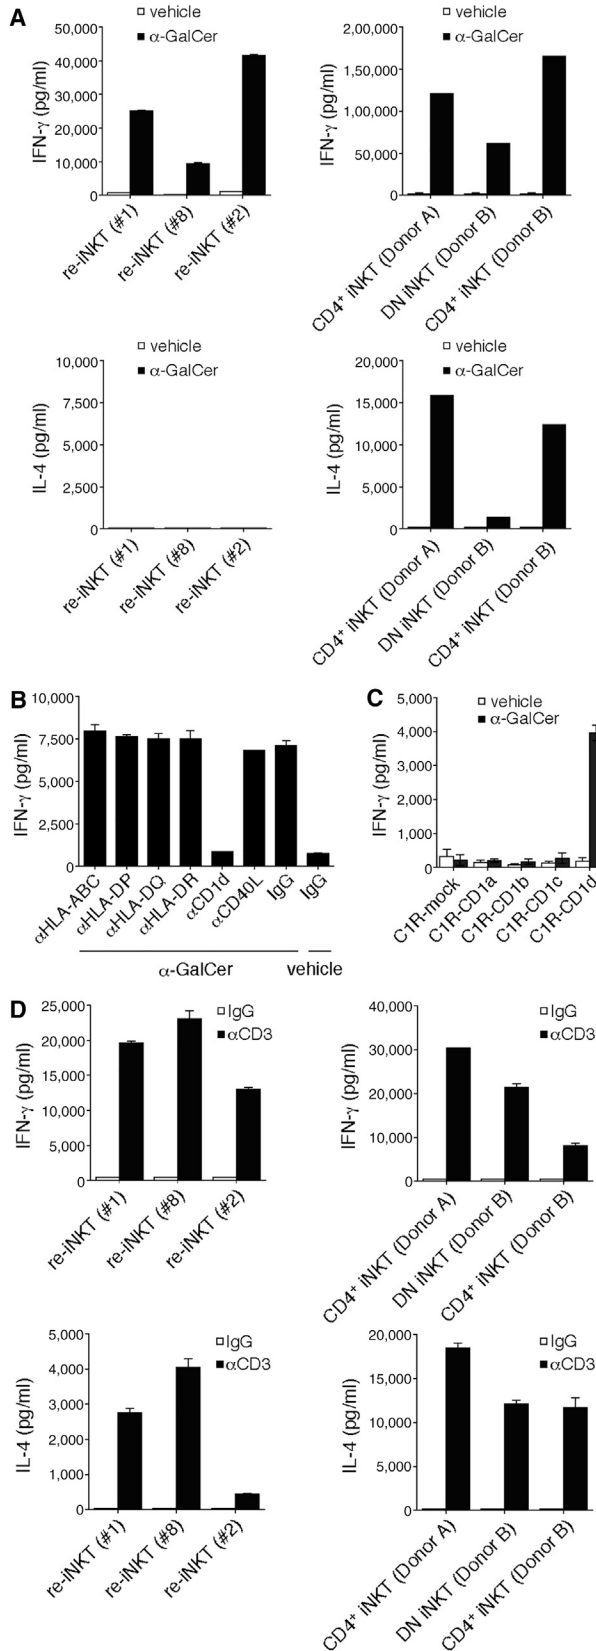 A
vehicle
α-GalCer
50,000
40,000
30,000
20,000
10,000
0
IFN-γ (pg/ml)
re-iNKT (#1)
re-iNKT (#8)
re-iNKT (#2)
vehicle
α-GalCer
2,00,000
1,50,000
1,00,000
50,000
0
IFN-γ (pg/ml)
CD4+ iNKT (Donor A)
DN iNKT (Donor B)
CD4+ iNKT (Donor B)
vehicle
α-GalCer
10,000
7,500
5,000
2,500
0
IL-4 (pg/ml)
re-iNKT (#1)
re-iNKT (#8)
re-iNKT (#2)
vehicle
α-GalCer
20,000
15,000
10,000
5,000
0
IL-4 (pg/ml)
CD4+ iNKT (Donor A)
DN iNKT (Donor B)
CD4+ iNKT (Donor B)
B
10,000
7,500
5,000
2,500
0
IFN-γ (pg/ml)
αHLA-ABC
αHLA-DP
αHLA-DQ
αHLA-DR
αCD1d
αCD40L
IgG
IgG
α-GalCer
vehicle
C
vehicle
α-GalCer
5,000
4,000
3,000
2,000
1,000
0
IFN-γ (pg/ml)
C1R-mock
C1R-CD1a
C1R-CD1b
C1R-CD1c
C1R-CD1d
D
IgG
αCD3
25,000
20,000
15,000
10,000
5,000
0
IFN-γ (pg/ml)
re-iNKT (#1)
re-iNKT (#8)
re-iNKT (#2)
IgG
αCD3
40,000
30,000
20,000
10,000
0
IFN-γ (pg/ml)
CD4+ iNKT (Donor A)
DN iNKT (Donor B)
CD4+ iNKT (Donor B)
IgG
αCD3
5,000
4,000
3,000
2,000
1,000
0
IL-4 (pg/ml)
re-iNKT (#1)
re-iNKT (#8)
re-iNKT (#2)
IgG
αCD3
20,000
15,000
10,000
5,000
0
IL-4 (pg/ml)
CD4+ iNKT (Donor A)
DN iNKT (Donor B)
CD4+ iNKT (Donor B)